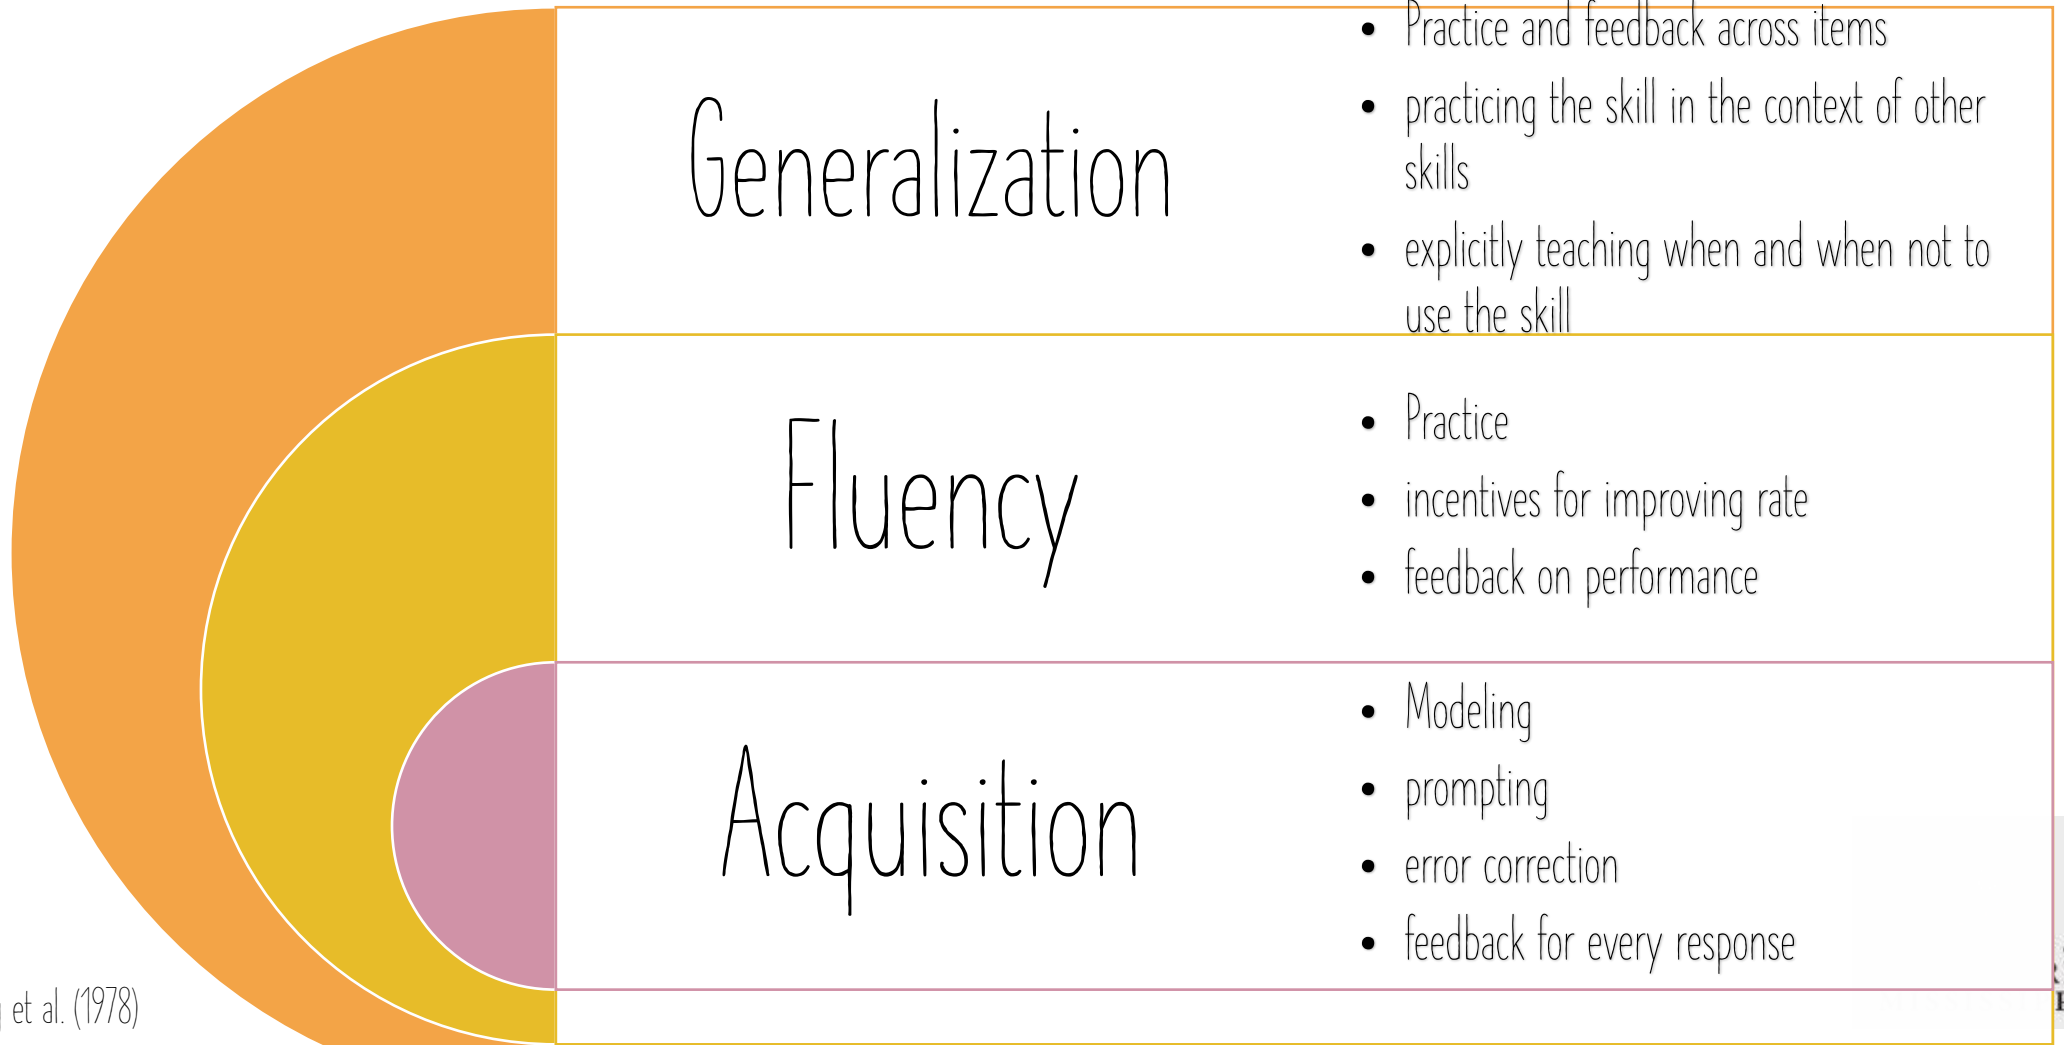 Generalization
• Practice and feedback across items
• practicing the skill in the context of other
skills
• explicitly teaching when and when not to
use the skill
Fluency
• Practice
• incentives for improving rate
• feedback on performance
Acquisition
• Modeling
• prompting
• error correction
• feedback for every response
et al. (1978)